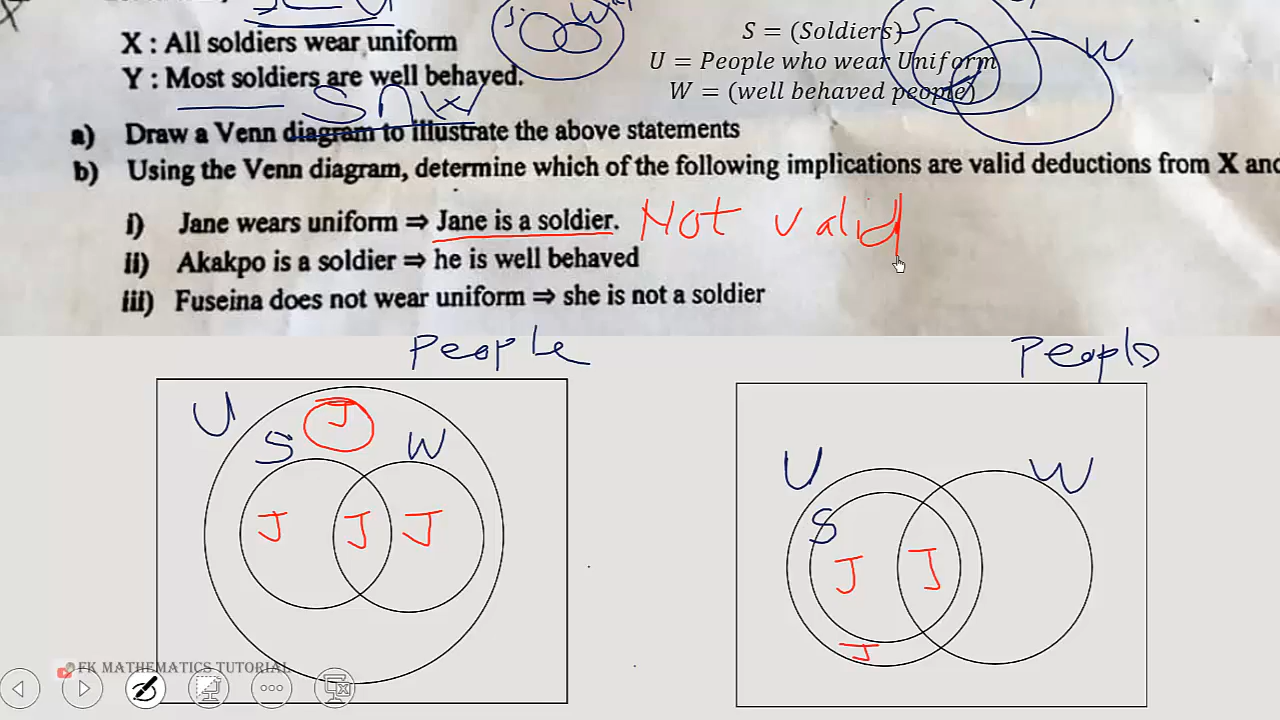 S ∩ U
S W
X : All soldiers wear uniform
Y : Most soldiers are well behaved.
S ∩ W
S = (Soldiers)
U = People who wear Uniform
W = (well behaved people)
S W
a) Draw a Venn diagram to illustrate the above statements
b) Using the Venn diagram, determine which of the following implications are valid deductions from X and
i) Jane wears uniform ⇒ Jane is a soldier. Not valid
ii) Akakpo is a soldier ⇒ he is well behaved
iii) Fuseina does not wear uniform ⇒ she is not a soldier
People
U
J
S W
J J J
People
U W
S
J J
J
FK MATHEMATICS TUTORIAL